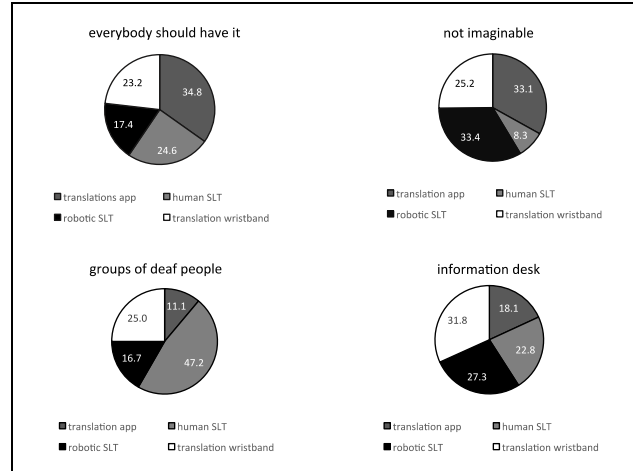 everybody should have it
23.2
34.8
17.4
24.6
translations app
human SLT
robotic SLT
translation wristband
not imaginable
25.2
33.1
33.4
8.3
translation app
human SLT
robotic SLT
translation wristband
groups of deaf people
11.1
25.0
16.7
47.2
translation app
human SLT
robotic SLT
translation wristband
information desk
18.1
31.8
22.8
27.3
translation app
human SLT
robotic SLT
translation wristband